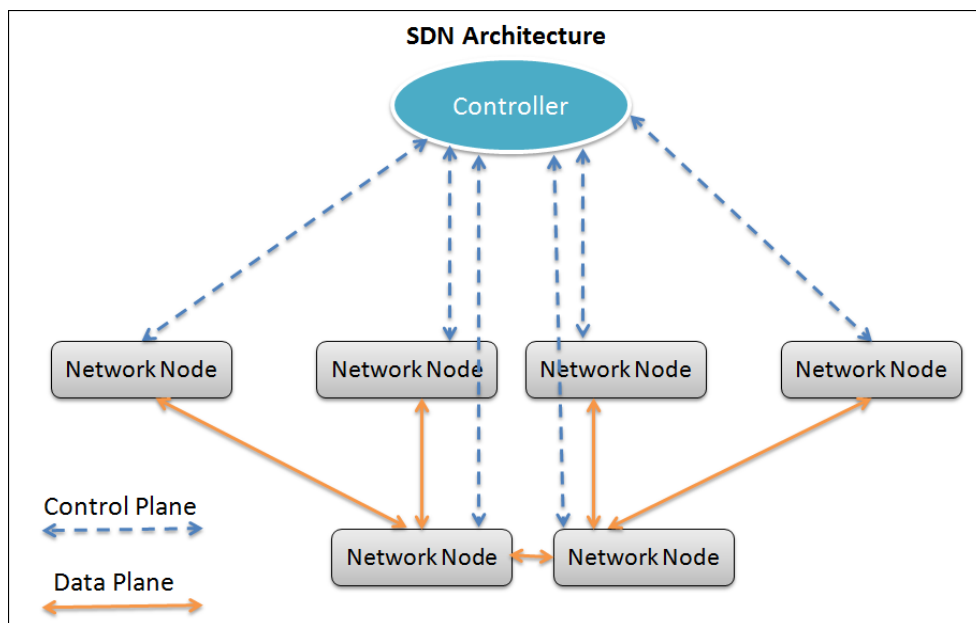 SDN Architecture
Controller
Network Node
Network Node
Network Node
Network Node
Control Plane
Network Node
Network Node
Data Plane